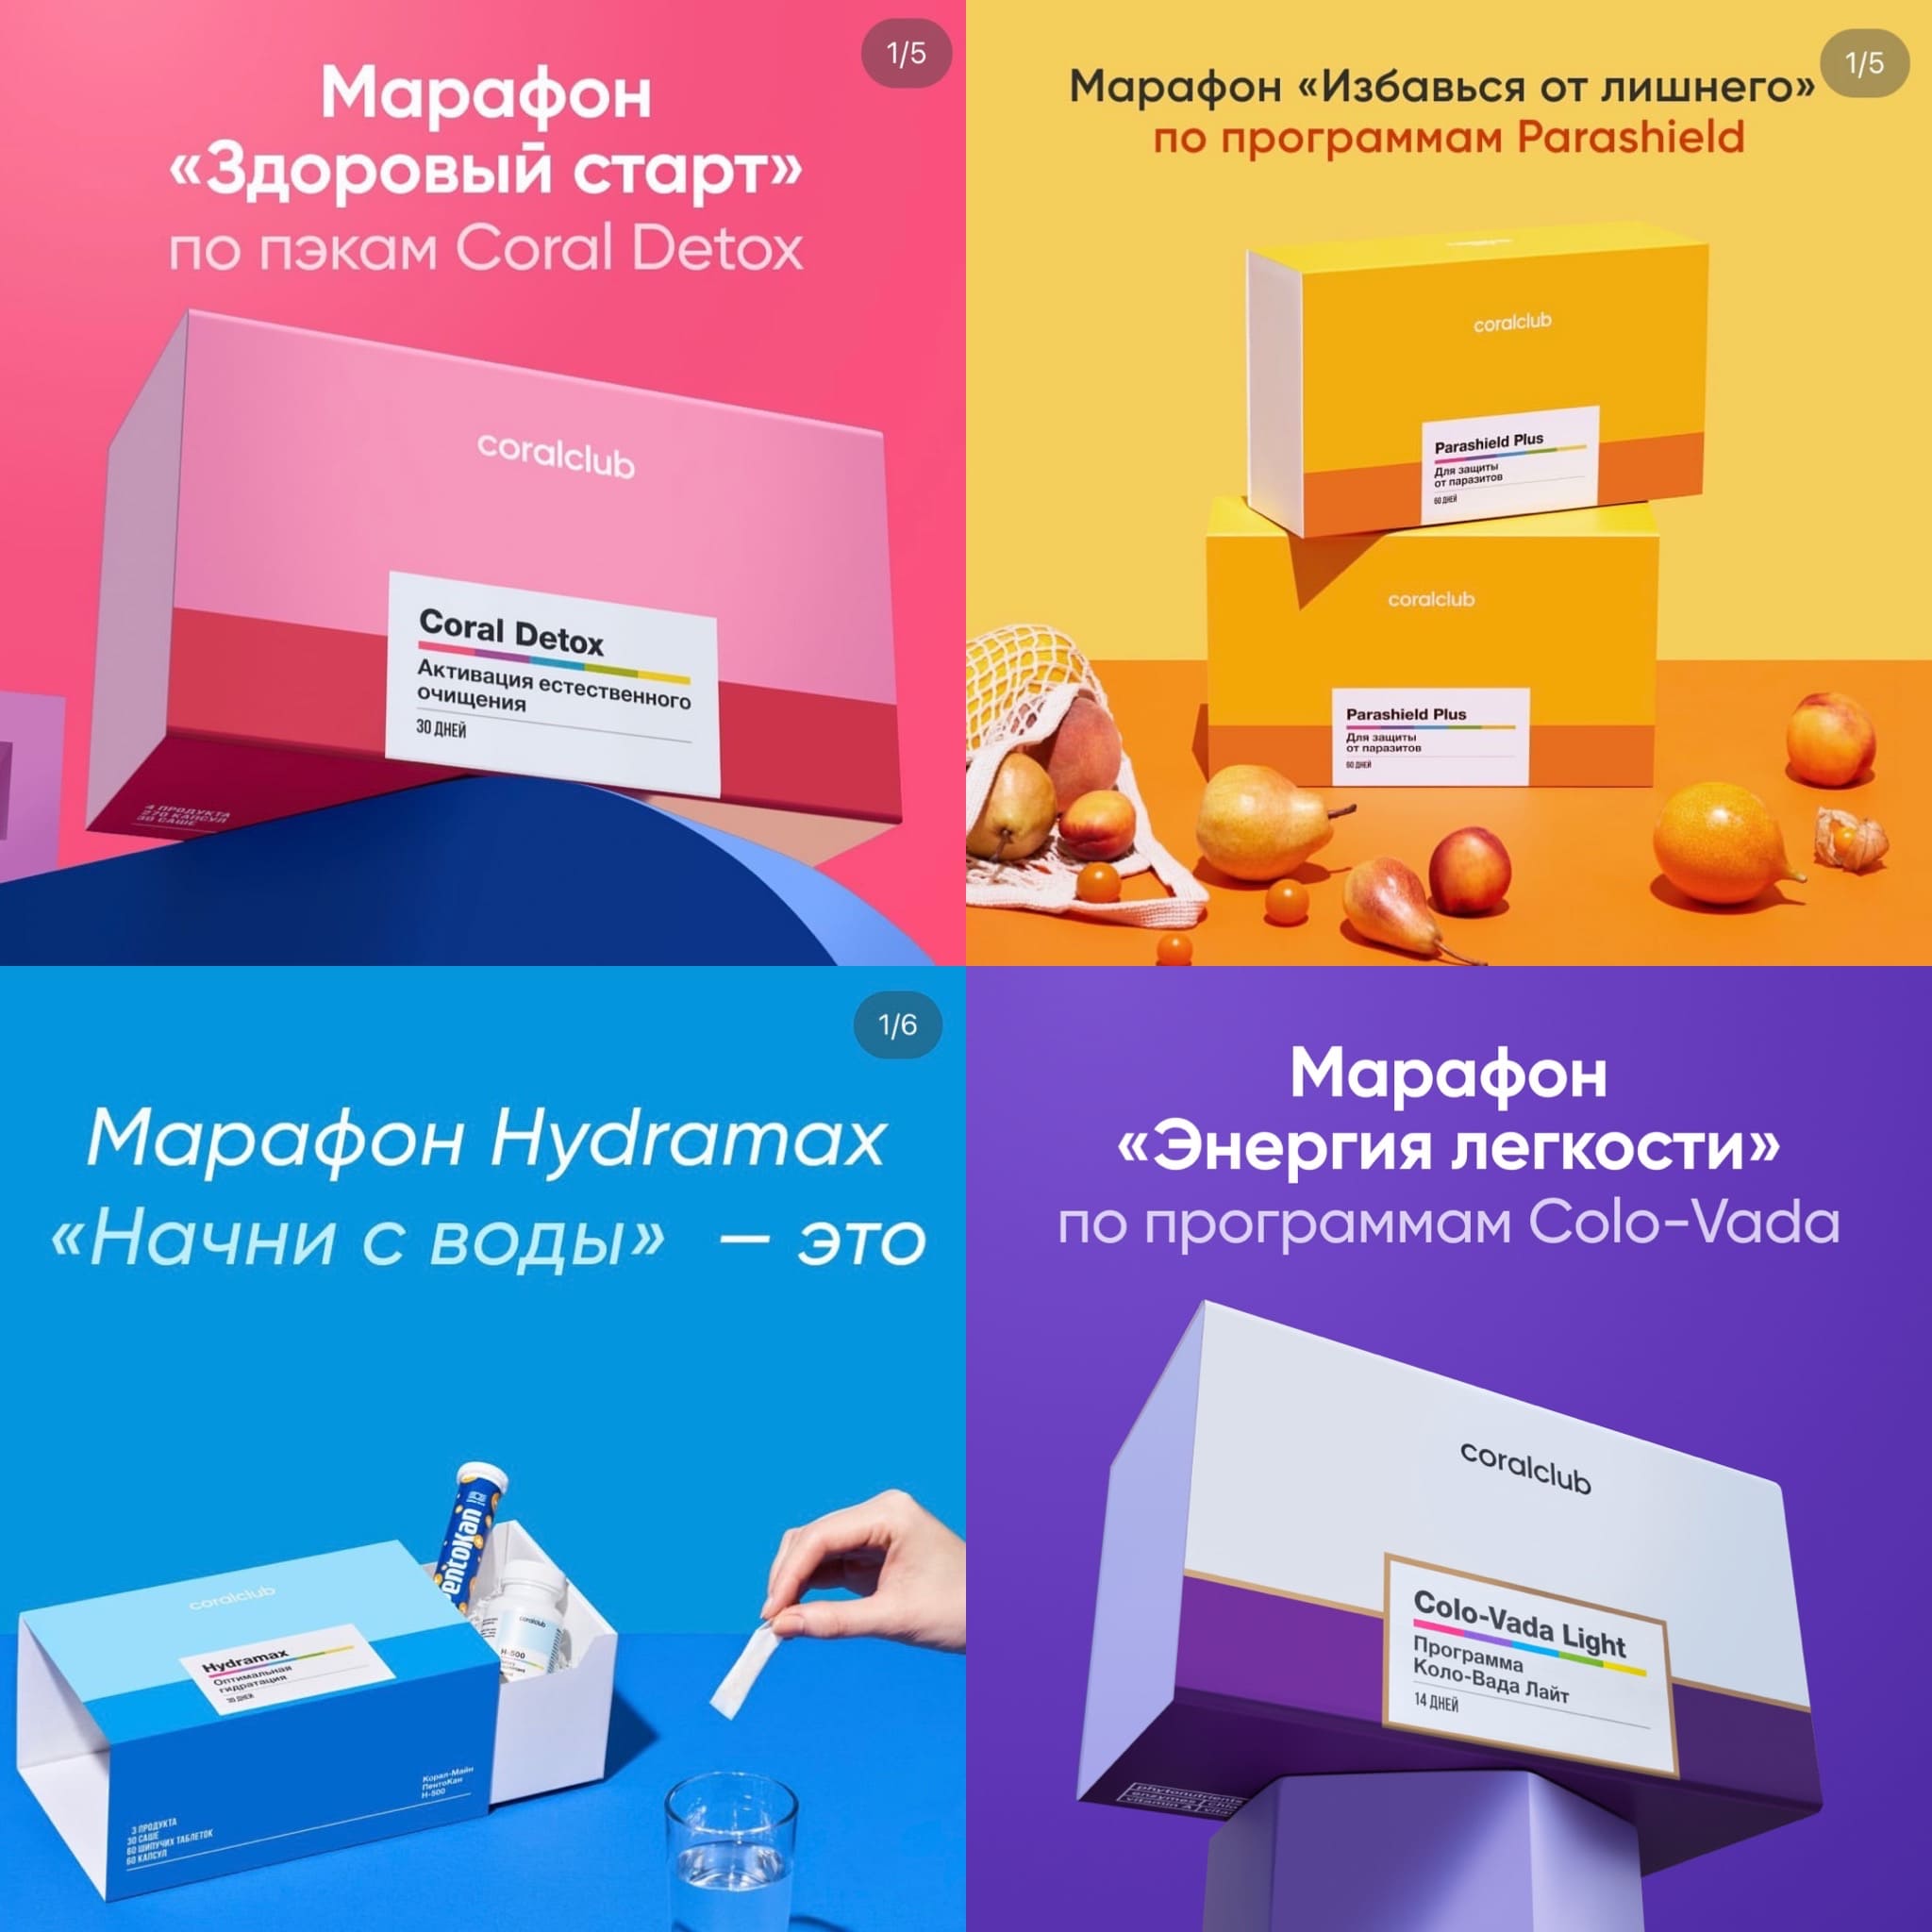 1/5
Марафон
«Здоровый старт»
по пэкам Coral Detox
coralclub
Coral Detox
Активация естественного
очищения
30 ДНЕЙ
4 ПРОДУКТА
270 КАПСУЛ
30 САШЕ
1/5
Марафон «Избавься от лишнего»
по программам Parashield
coralclub
Parashield Plus
Для защиты
от паразитов
60 ДНЕЙ
coralclub
Parashield Plus
Для защиты
от паразитов
60 ДНЕЙ
1/6
Марафон Hydramax
«Начни с воды» — это
entoKan
coralclub
H-500
coralclub
Hydramax
Оптимальная
гидратация
30 ДНЕЙ
Корал-Майн
ПентоКан
H-500
3 ПРОДУКТА
30 САШЕ
60 ШИПУЧИХ ТАБЛЕТОК
60 КАПСУЛ
Марафон
«Энергия легкости»
по программам Colo-Vada
coralclub
Colo-Vada Light
Программа
Коло-Вада Лайт
14 ДНЕЙ
phytonutrients